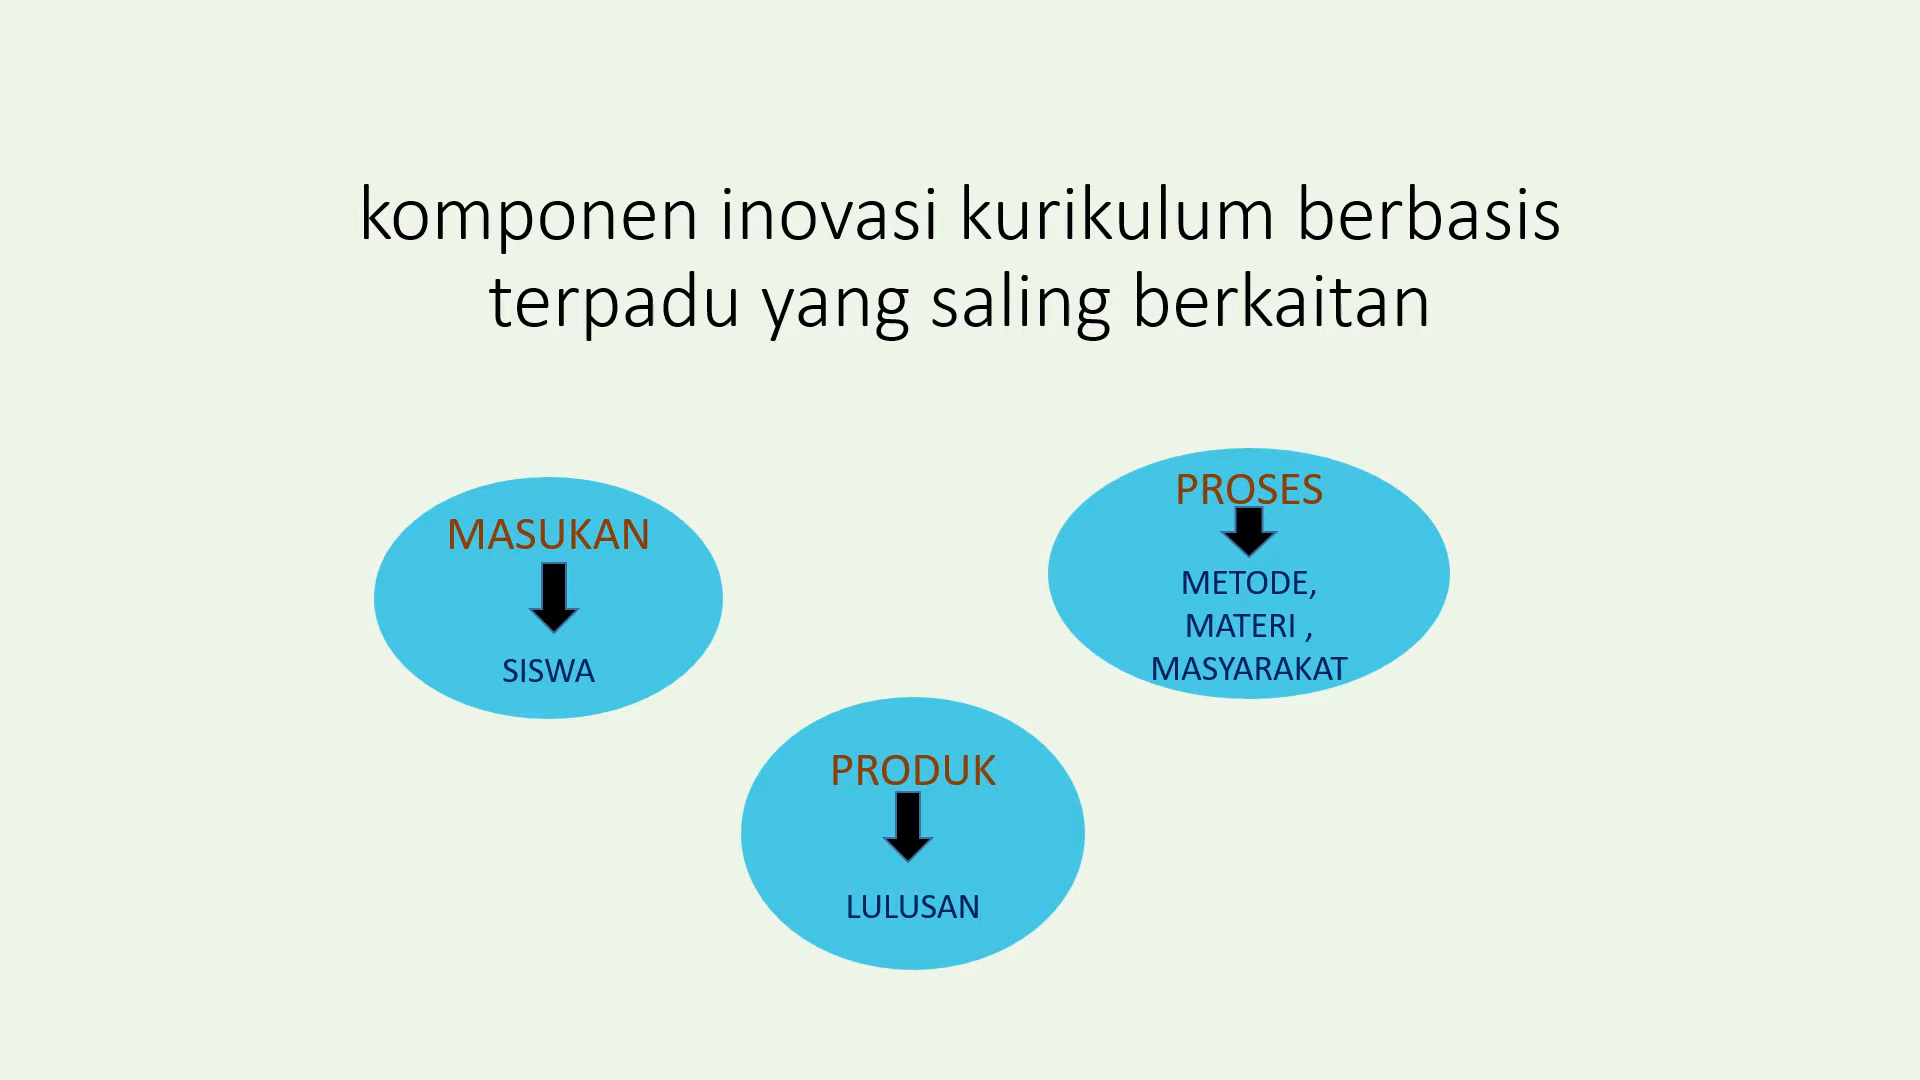 komponen inovasi kurikulum berbasis
terpadu yang saling berkaitan
MASUKAN
SISWA
PROSES
METODE,
MATERI ,
MASYARAKAT
PRODUK
LULUSAN